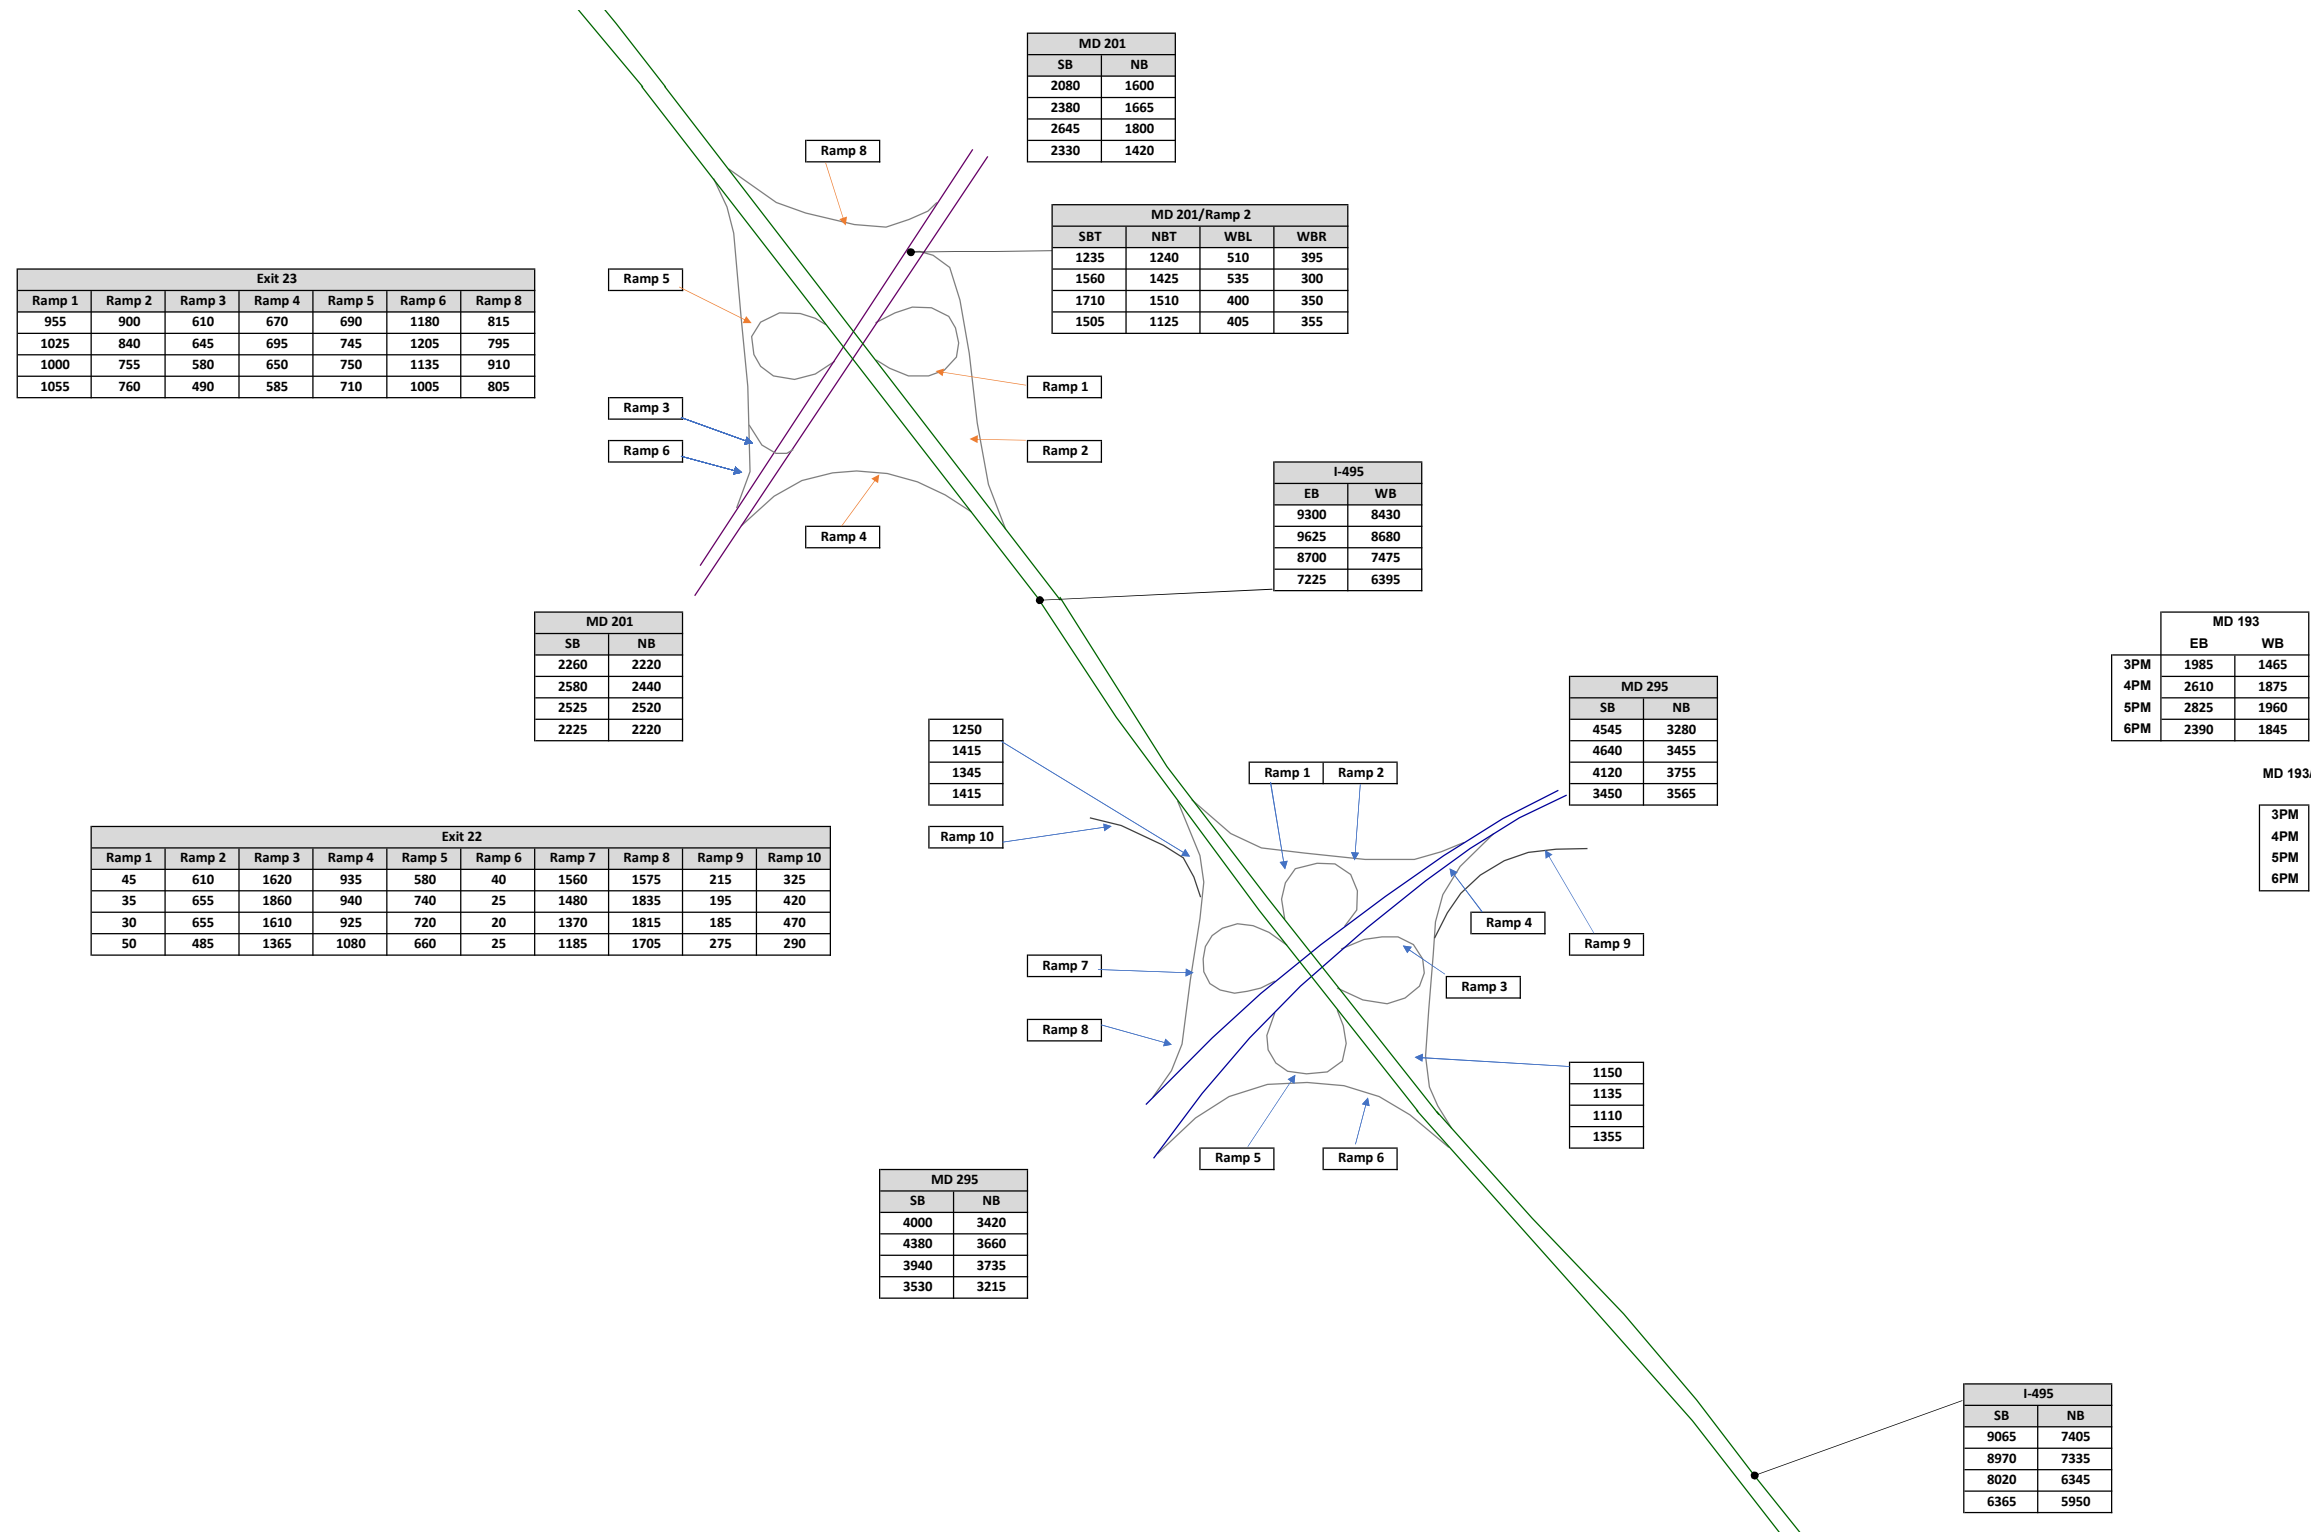 MD 201
SB NB
2080 1600
2380 1665
2645 1800
2330 1420
Ramp 8
MD 201/Ramp 2
SBT NBT WBL WBR
1235 1240 510 395
1560 1425 535 300
1710 1510 400 350
1505 1125 405 355
Ramp 5
Exit 23
Ramp 1 Ramp 2 Ramp 3 Ramp 4 Ramp 5 Ramp 6 Ramp 8
955 900 610 670 690 1180 815
1025 840 645 695 745 1205 795
1000 755 580 650 750 1135 910
1055 760 490 585 710 1005 805
Ramp 1
Ramp 3
Ramp 6
Ramp 2
Ramp 4
I-495
EB WB
9300 8430
9625 8680
8700 7475
7225 6395
MD 201
SB NB
2260 2220
2580 2440
2525 2520
2225 2220
MD 193
EB WB
3PM 1985 1465
4PM 2610 1875
5PM 2825 1960
6PM 2390 1845
MD 295
SB NB
4545 3280
4640 3455
4120 3755
3450 3565
1250
1415
1345
1415
Ramp 1 Ramp 2
MD 193/
3PM
4PM
5PM
6PM
Ramp 10
Exit 22
Ramp 1 Ramp 2 Ramp 3 Ramp 4 Ramp 5 Ramp 6 Ramp 7 Ramp 8 Ramp 9 Ramp 10
45 610 1620 935 580 40 1560 1575 215 325
35 655 1860 940 740 25 1480 1835 195 420
30 655 1610 925 720 20 1370 1815 185 470
50 485 1365 1080 660 25 1185 1705 275 290
Ramp 4
Ramp 9
Ramp 7
Ramp 3
Ramp 8
1150
1135
1110
1355
Ramp 5
Ramp 6
MD 295
SB NB
4000 3420
4380 3660
3940 3735
3530 3215
I-495
SB NB
9065 7405
8970 7335
8020 6345
6365 5950